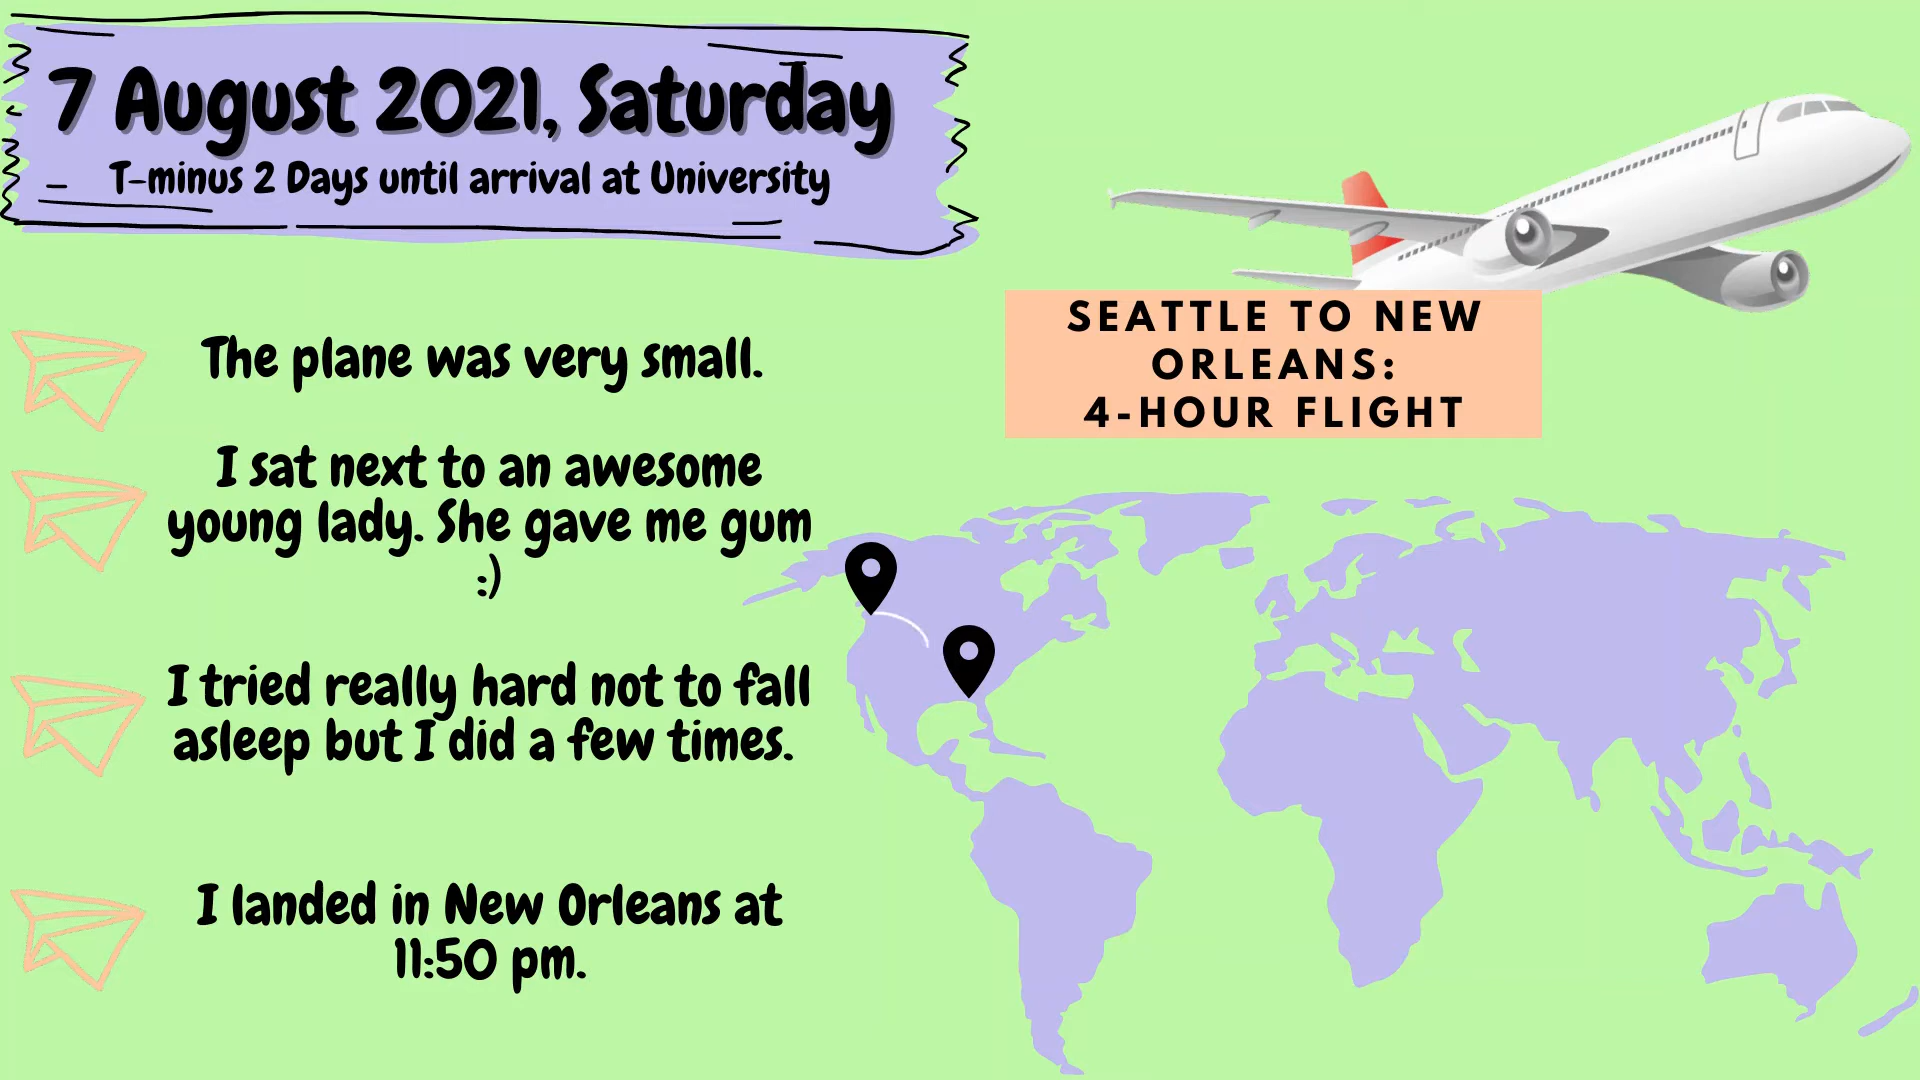 7 August 2021, Saturday
T-minus 2 Days until arrival at University
The plane was very small.
I sat next to an awesome
young lady. She gave me gum
:)
I tried really hard not to fall
asleep but I did a few times.
I landed in New Orleans at
11:50 pm.
SEATTLE TO NEW
ORLEANS:
4-HOUR FLIGHT